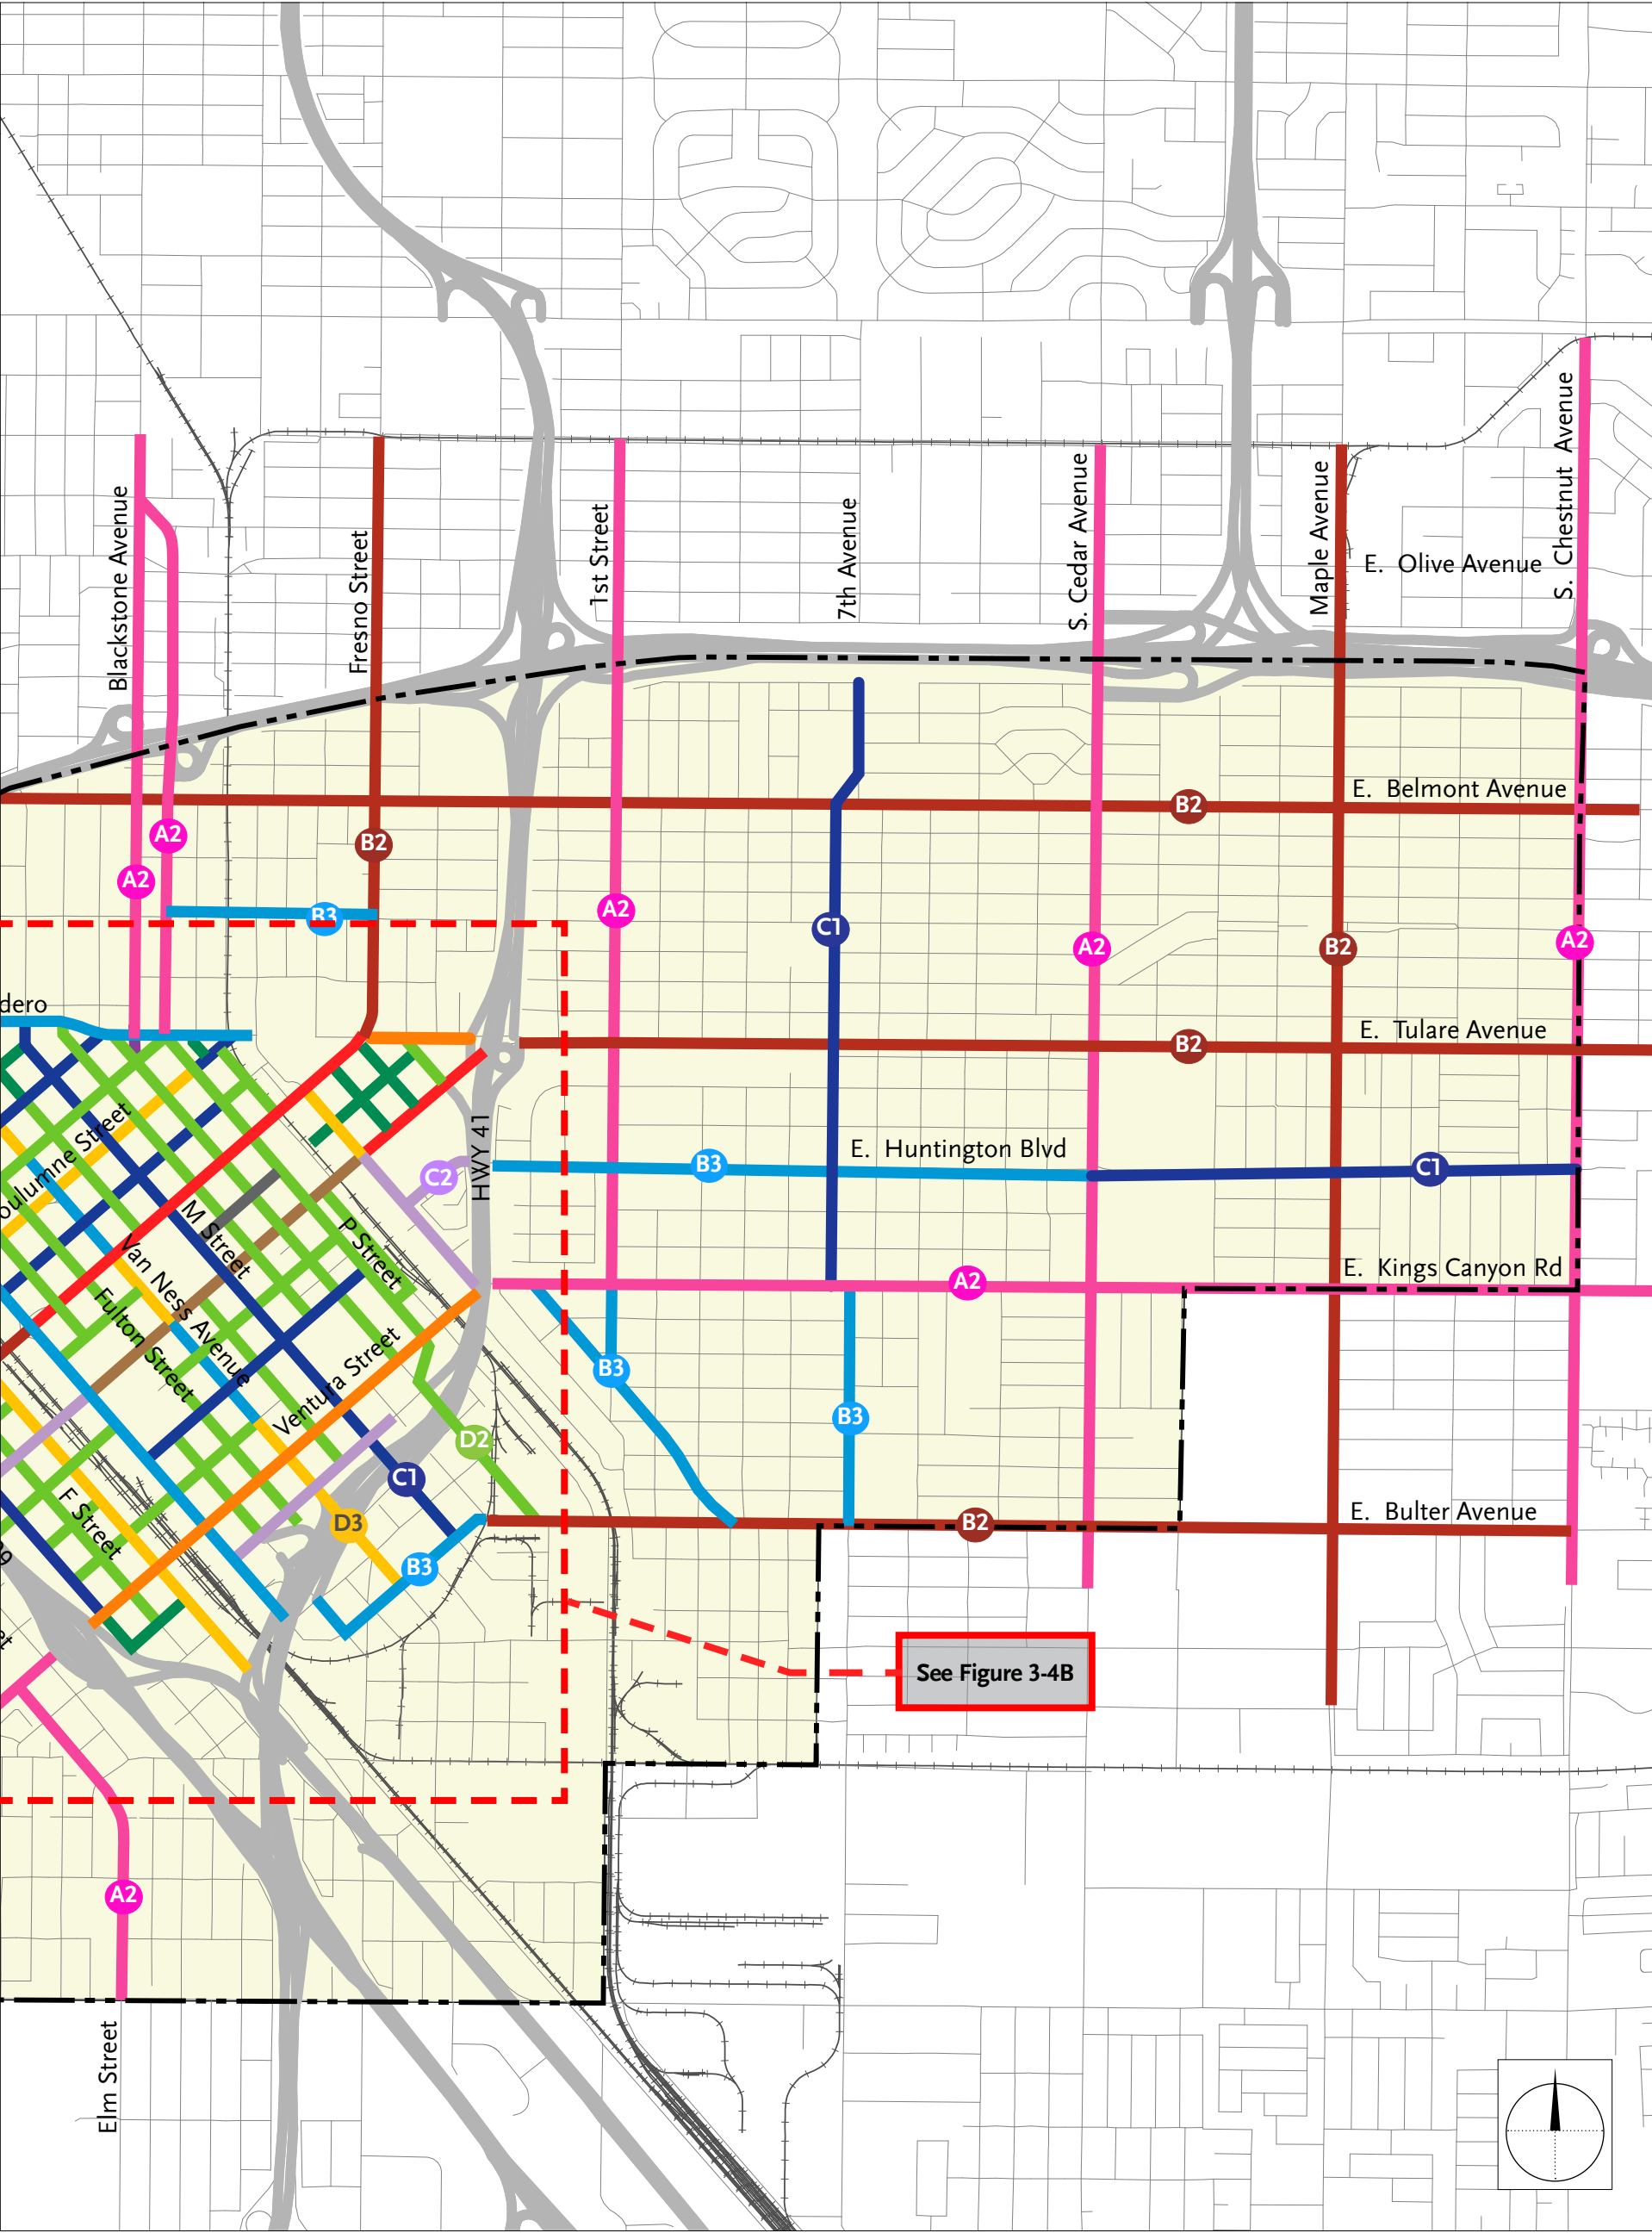 S. Chestnut Avenue
S. Cedar Avenue
Maple Avenue
Blackstone Avenue
1st Street
7th Avenue
Fresno Street
E. Olive Avenue
E. Belmont Avenue
B2
A2
B2
A2
A2
B3
C1
A2
B2
A2
dero
E. Tulare Avenue
B2
oulumne Street
HWY 41
E. Huntington Blvd
B3
C1
C2
M Street
P Street
Van Ness Avenue
E. Kings Canyon Rd
A2
Fulton Street
Ventura Street
B3
B3
D2
C1
F Street
D3
E. Bulter Avenue
B2
B3
9
et
See Figure 3-4B
A2
Elm Street